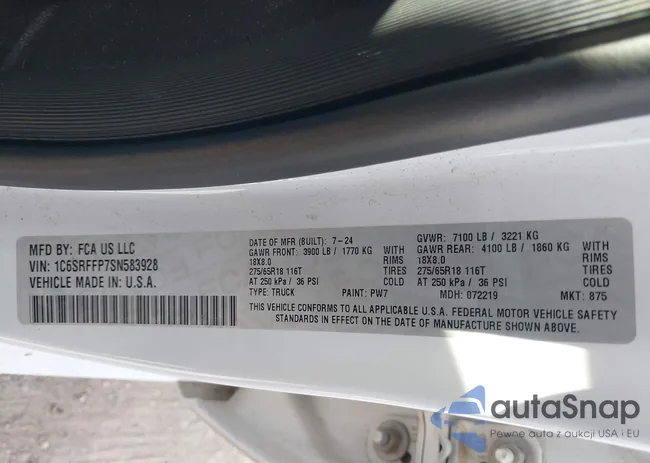 MFD BY: FCA US LLC
VIN: 1C6SRFFP7SN583928
VEHICLE MADE IN U.S.A.
DATE OF MFR (BUILT): 7-24
GVWR: 7100 LB / 3221 KG
GAWR FRONT: 3900 LB / 1770 KG WITH
GAWR REAR: 4100 LB / 1860 KG WITH
18X8.0 RIMS
18X8.0 RIMS
275/65R18 116T
275/65R18 116T
AT 250 kPa / 36 PSI COLD
AT 250 kPa / 36 PSI COLD
TYPE: TRUCK PAINT: PW7 MDH: 072219 MKT: 875
THIS VEHICLE CONFORMS TO ALL APPLICABLE U.S.A. FEDERAL MOTOR VEHICLE SAFETY
STANDARDS IN EFFECT ON THE DATE OF MANUFACTURE SHOWN ABOVE.
autaSnap
Pewne auta z aukcji USA i EU